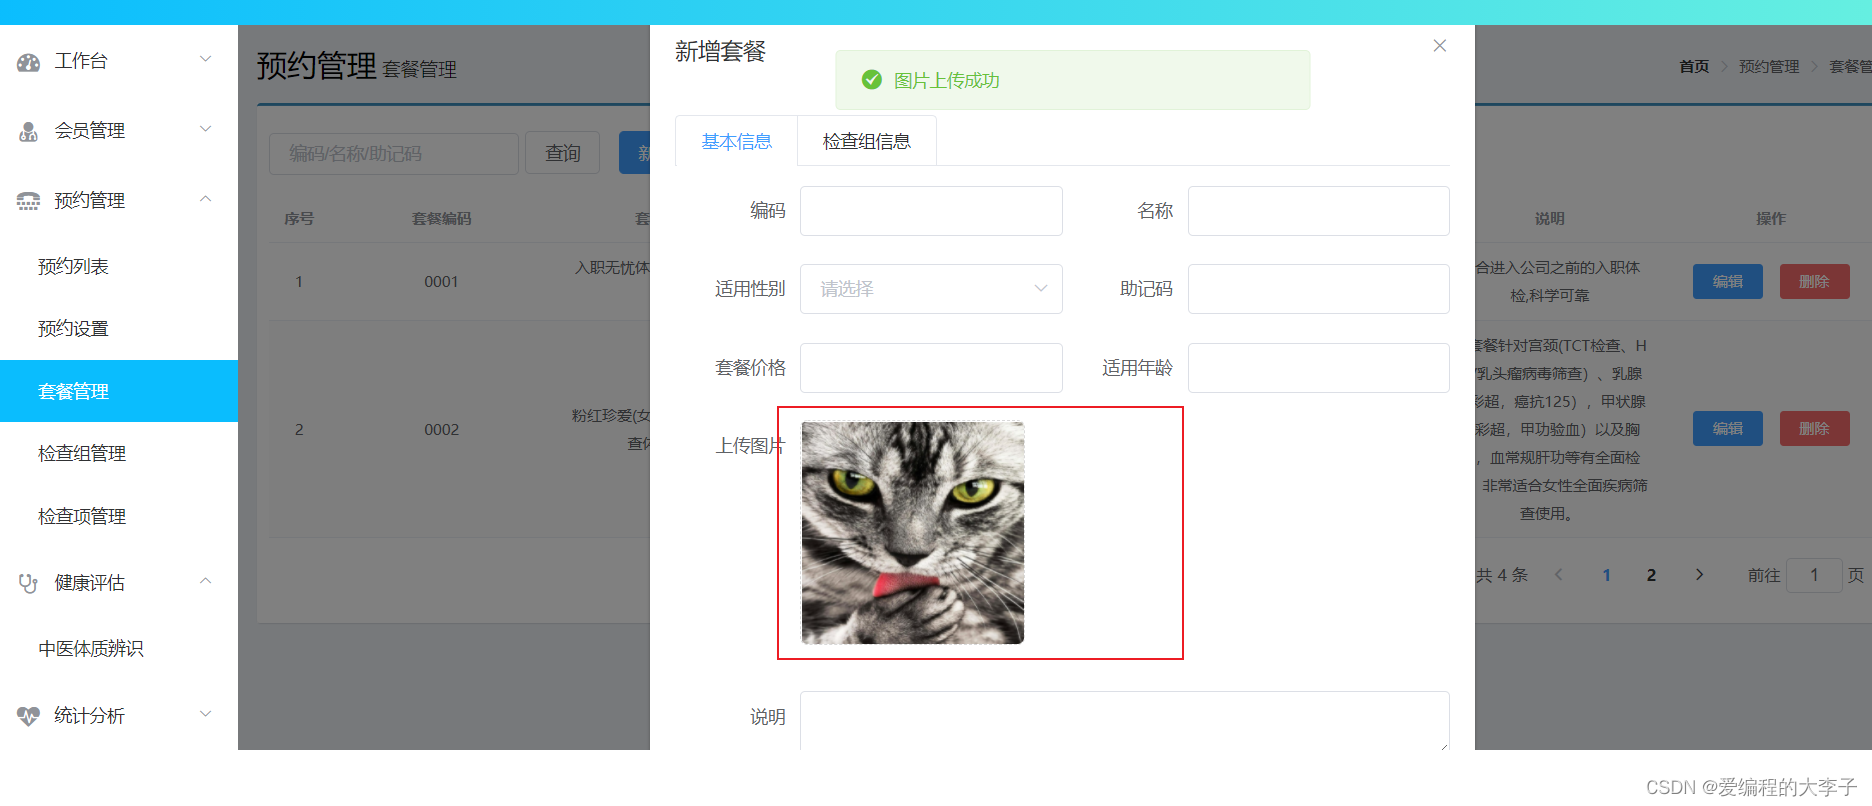 工作台
会员管理
预约管理
预约列表
预约设置
套餐管理
检查组管理
检查项管理
健康评估
中医体质辨识
统计分析
预约管理 套餐管理
首页 预约管理 套餐管
编码/名称/助记码 查询 新
序号 套餐编码 套
1 0001 入职无忧体
2 0002 粉红珍爱(女
查体
新增套餐
图片上传成功
基本信息 检查组信息
编码 名称
适用性别 请选择 助记码
套餐价格 适用年龄
上传图片
说明
说明 操作
合进入公司之前的入职体
检,科学可靠
编辑 删除
套餐针对宫颈(TCT检查、H
乳头瘤病毒筛查）、乳腺
彩超，癌抗125），甲状腺
彩超，甲功验血）以及胸
，血常规肝功等有全面检
非常适合女性全面疾病筛
查使用。
编辑 删除
共 4 条 1 2 前往 1 页
CSDN @爱编程的大李子